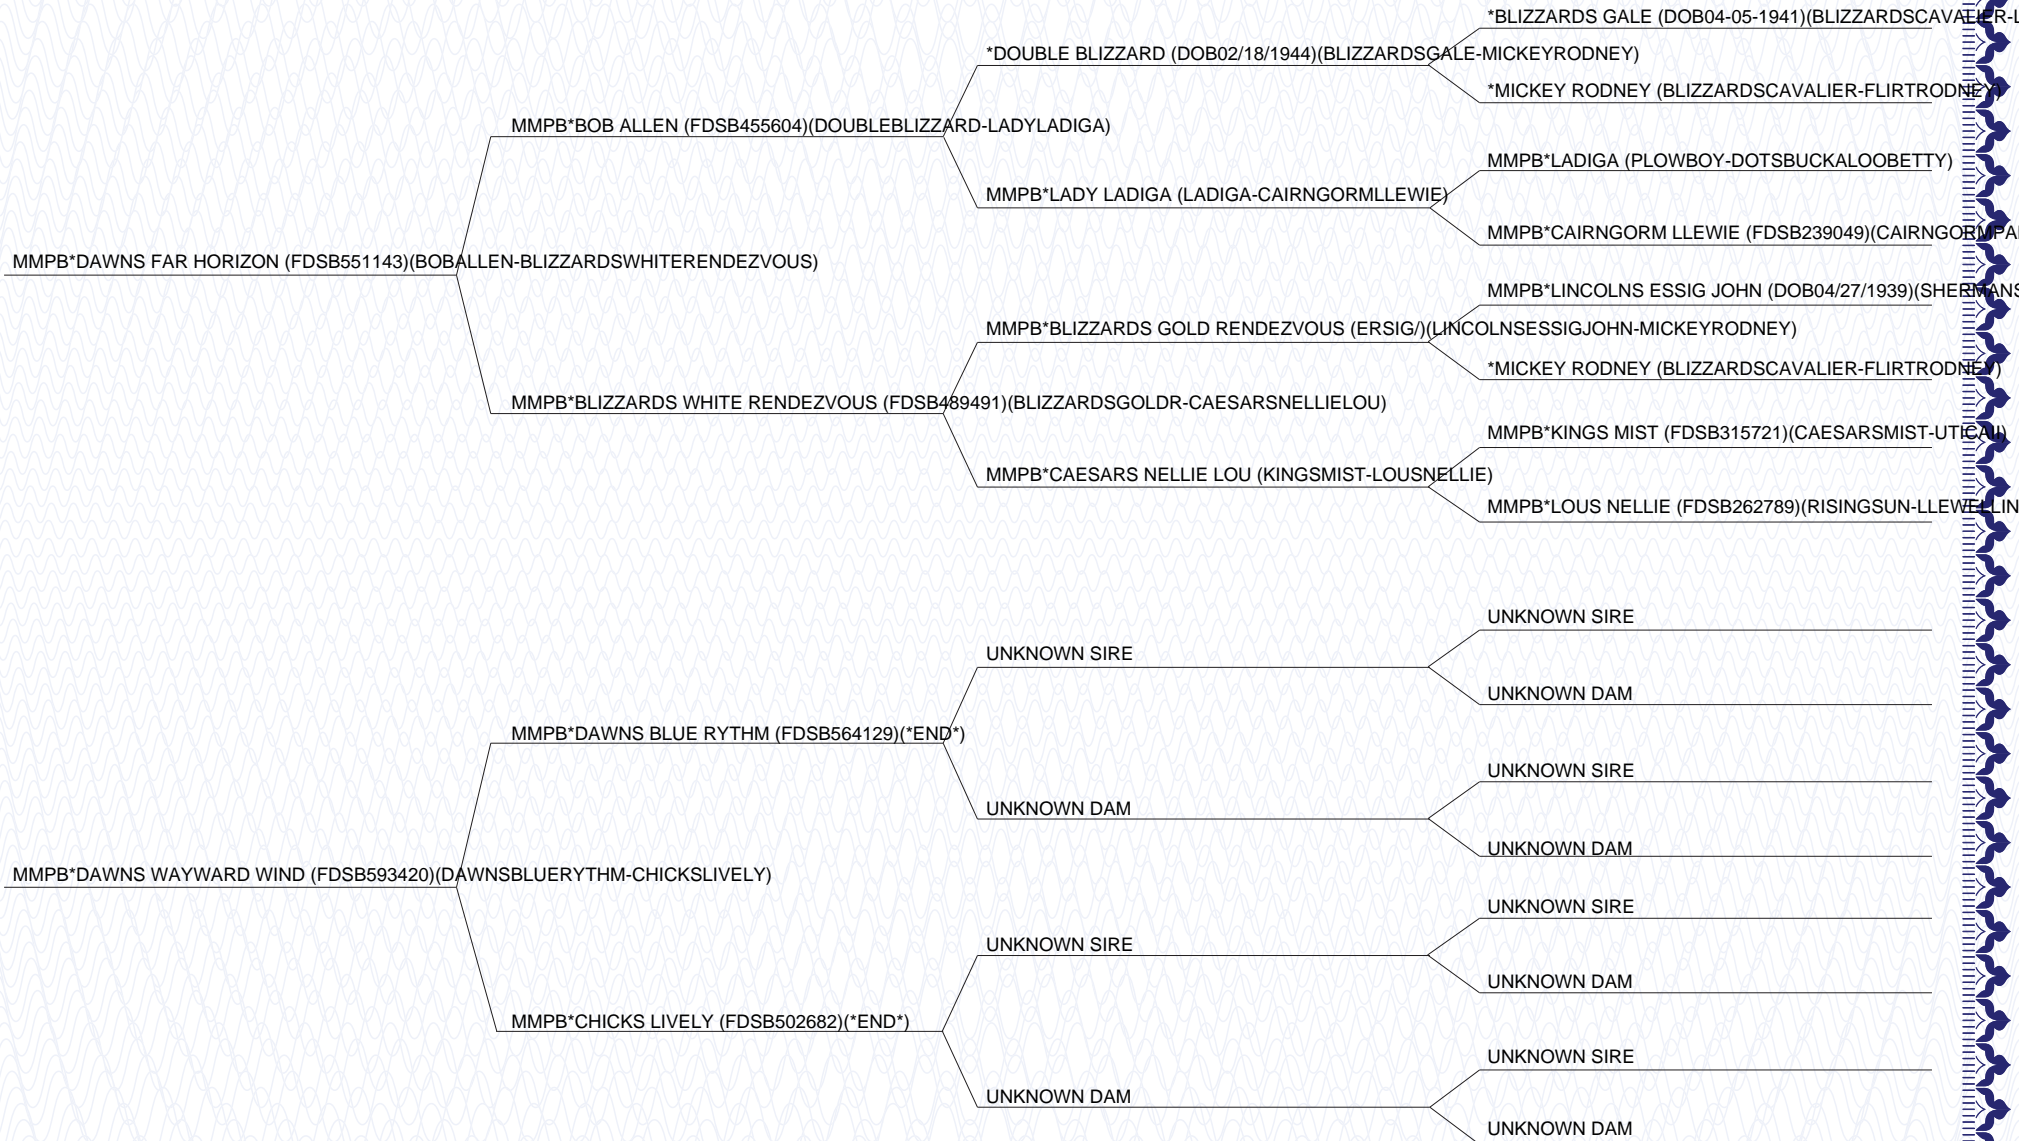 *BLIZZARDS GALE (DOB04-05-1941)(BLIZZARDSCAVALIER-L
*DOUBLE BLIZZARD (DOB02/18/1944)(BLIZZARDSGALE-MICKEYRODNEY)
*MICKEY RODNEY (BLIZZARDSCAVALIER-FLIRTRODNEY)
MMPB*BOB ALLEN (FDSB455604)(DOUBLEBLIZZARD-LADYLADIGA)
MMPB*LADIGA (PLOWBOY-DOTSBUCKALOOBETTY)
MMPB*LADY LADIGA (LADIGA-CAIRNGORMLLEWIE)
MMPB*CAIRNGORM LLEWIE (FDSB239049)(CAIRNGORMPA
MMPB*DAWNS FAR HORIZON (FDSB551143)(BOBALLEN-BLIZZARDSWHITERENDEZVOUS)
MMPB*LINCOLNS ESSIG JOHN (DOB04/27/1939)(SHERMANS
MMPB*BLIZZARDS GOLD RENDEZVOUS (ERSIG/)(LINCOLNSESSIGJOHN-MICKEYRODNEY)
*MICKEY RODNEY (BLIZZARDSCAVALIER-FLIRTRODNEY)
MMPB*BLIZZARDS WHITE RENDEZVOUS (FDSB489491)(BLIZZARDSGOLDR-CAESARSNELLIELOU)
MMPB*KINGS MIST (FDSB315721)(CAESARSMIST-UTICAII)
MMPB*CAESARS NELLIE LOU (KINGSMIST-LOUSNELLIE)
MMPB*LOUS NELLIE (FDSB262789)(RISINGSUN-LLEWELLIN
UNKNOWN SIRE
UNKNOWN SIRE
UNKNOWN DAM
MMPB*DAWNS BLUE RYTHM (FDSB564129)(*END*)
UNKNOWN SIRE
UNKNOWN DAM
UNKNOWN DAM
MMPB*DAWNS WAYWARD WIND (FDSB593420)(DAWNSBLUERYTHM-CHICKSLIVELY)
UNKNOWN SIRE
UNKNOWN SIRE
UNKNOWN DAM
MMPB*CHICKS LIVELY (FDSB502682)(*END*)
UNKNOWN SIRE
UNKNOWN DAM
UNKNOWN DAM